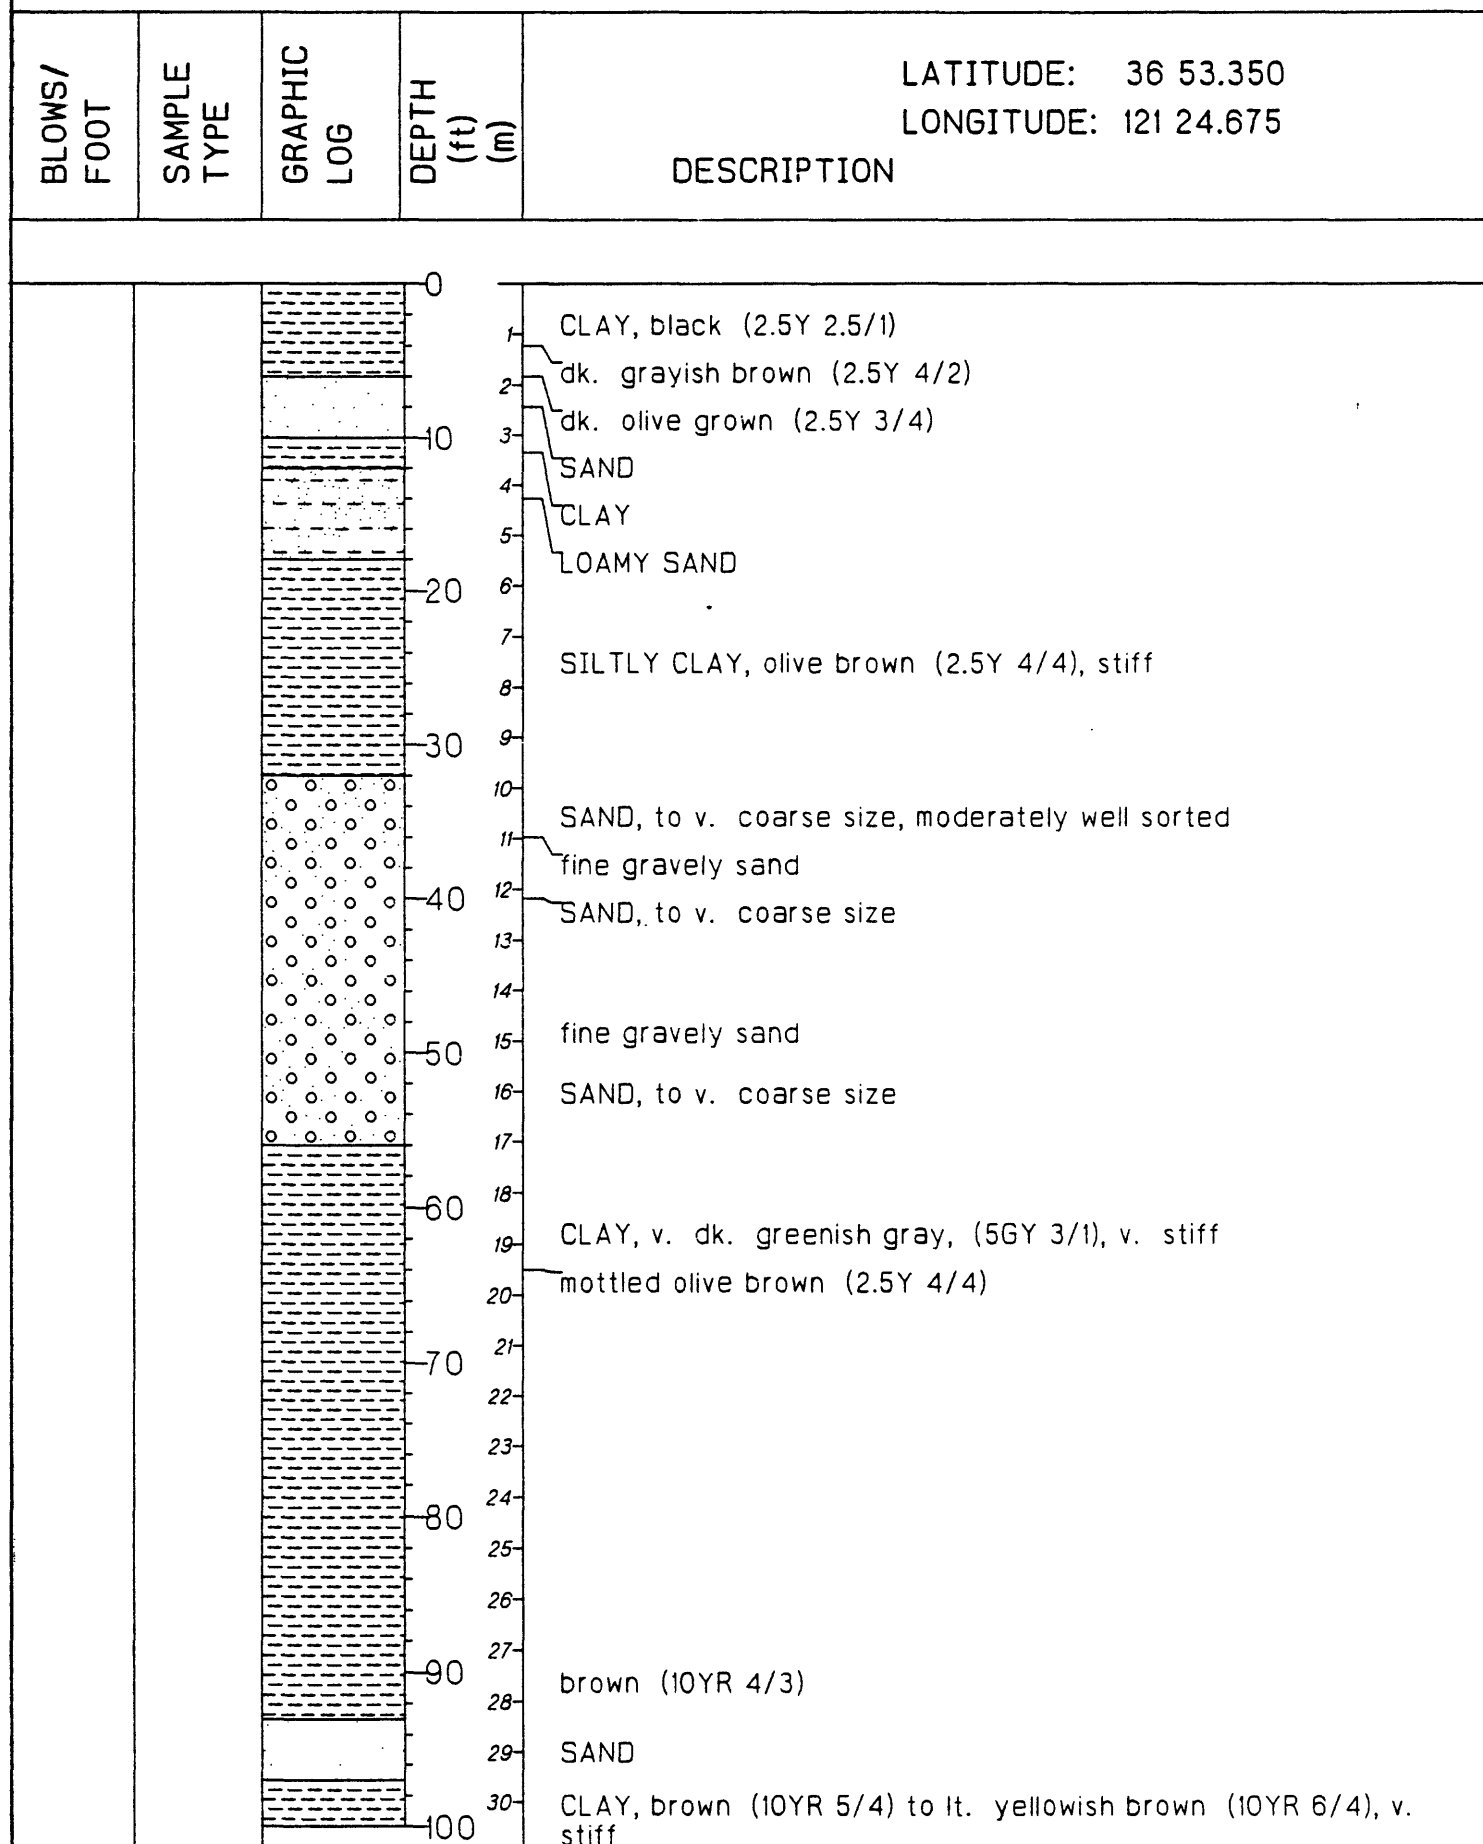 BLOWS/
FOOT
SAMPLE
TYPE
GRAPHIC
LOG
DEPTH
(ft)
(m)
LATITUDE: 36 53.350
LONGITUDE: 121 24.675
DESCRIPTION
0
1 CLAY, black (2.5Y 2.5/1)
dk. grayish brown (2.5Y 4/2)
2
dk. olive grown (2.5Y 3/4)
10 3
SAND
4
CLAY
5
LOAMY SAND
20 6
7
SILTLY CLAY, olive brown (2.5Y 4/4), stiff
8
30 9
10
SAND, to v. coarse size, moderately well sorted
11
fine gravely sand
40 12
SAND, to v. coarse size
13
14
15 fine gravely sand
50
16 SAND, to v. coarse size
17
18
60
19 CLAY, v. dk. greenish gray, (5GY 3/1), v. stiff
mottled olive brown (2.5Y 4/4)
20
21
70
22
23
24
80
25
26
27
90 brown (10YR 4/3)
28
29 SAND
30 CLAY, brown (10YR 5/4) to lt. yellowish brown (10YR 6/4), v.
100 stiff